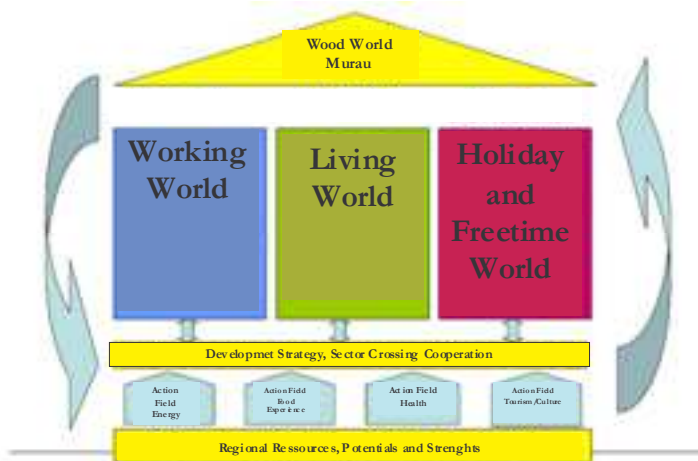 Wood World
Murau
Working
World
Living
World
Holiday
and
Freetime
World
Developmet Strategy, Sector Crossing Cooperation
Action
Field
Energy
Action Field
Food
Experience
Action Field
Health
Action Field
Tourism/Culture
Regional Ressources, Potentials and Strenghts